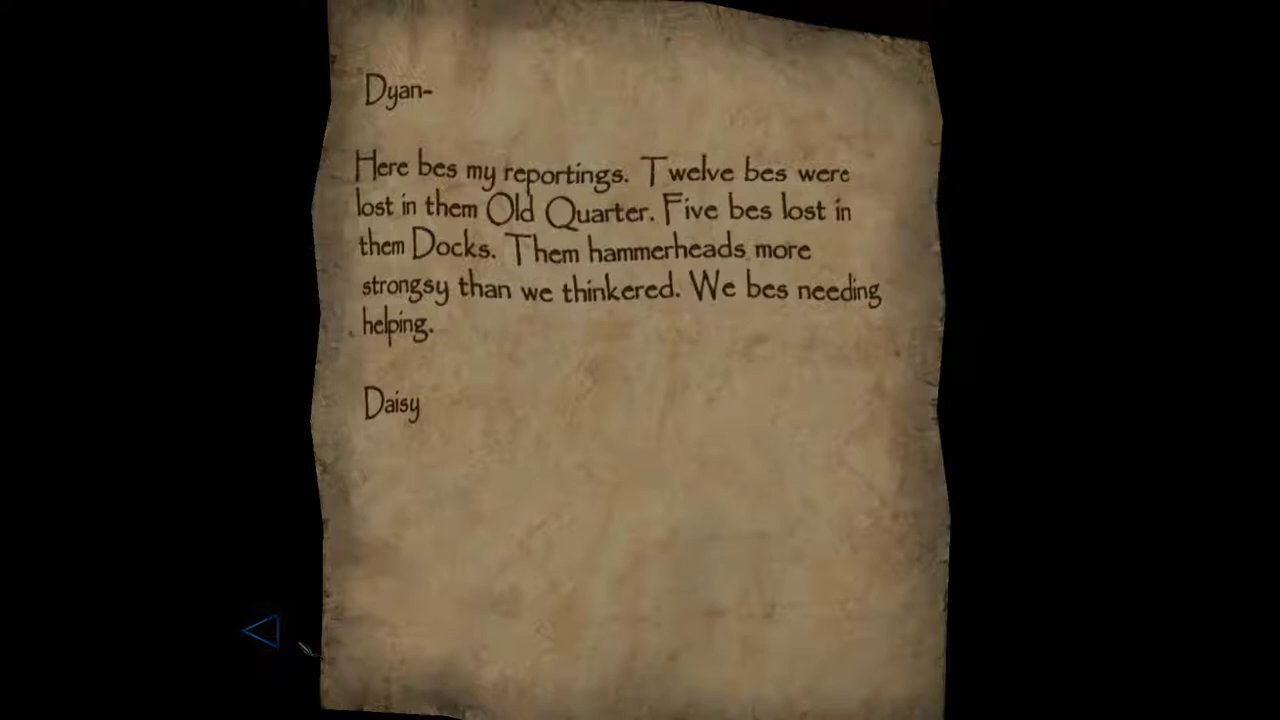 Dyan-
Here bes my reportings. Twelve bes were
lost in them Old Quarter. Five bes lost in
them Docks. Them hammerheads more
strongsy than we thinkered. We bes needing
helping.
Daisy